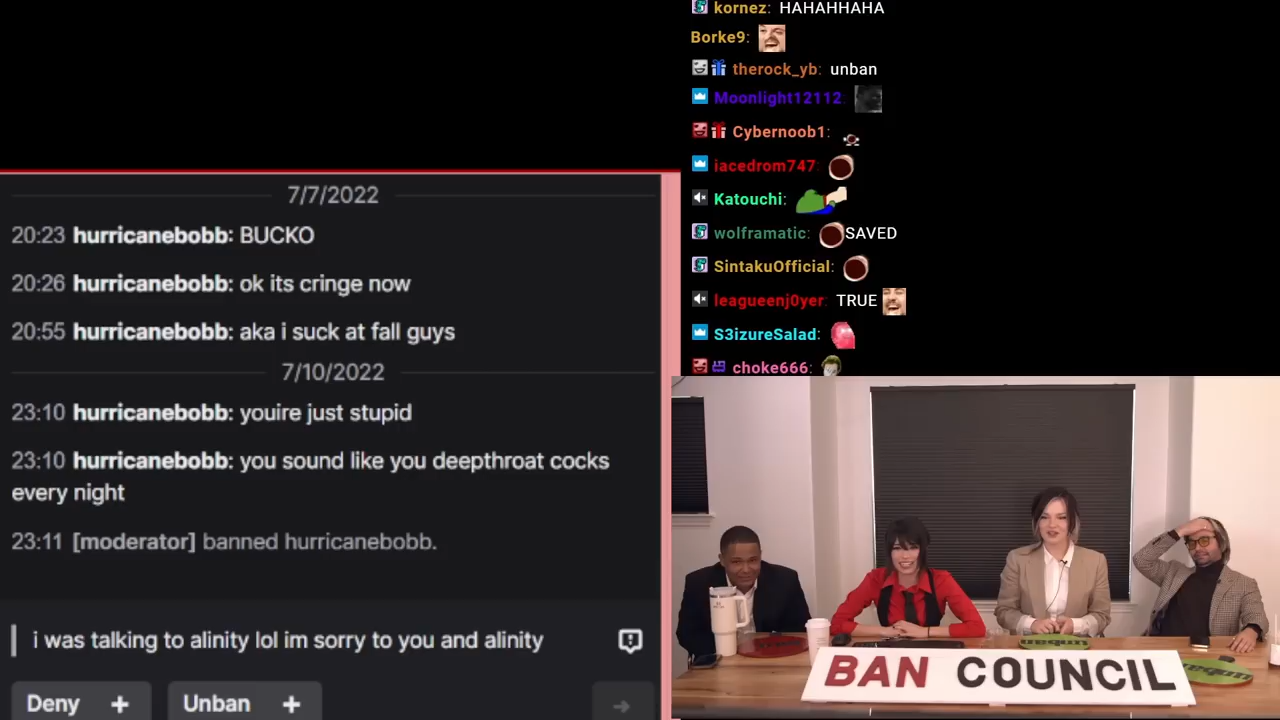 7/7/2022
20:23 hurricanebobb: BUCKO
20:26 hurricanebobb: ok its cringe now
20:55 hurricanebobb: aka i suck at fall guys
7/10/2022
23:10 hurricanebobb: youire just stupid
23:10 hurricanebobb: you sound like you deepthroat cocks
every night
23:11 [moderator] banned hurricanebobb.
i was talking to alinity lol im sorry to you and alinity
Deny +
Unban +
kornez: HAHAHHAHA
Borke9:
therock_yb: unban
Moonlight12112:
Cybernoob1:
iacedrom747:
Katouchi:
wolframatic: SAVED
SintakuOfficial:
leagueenj0yer: TRUE
S3izureSalad:
choke666:
BAN COUNCIL
unban
unban